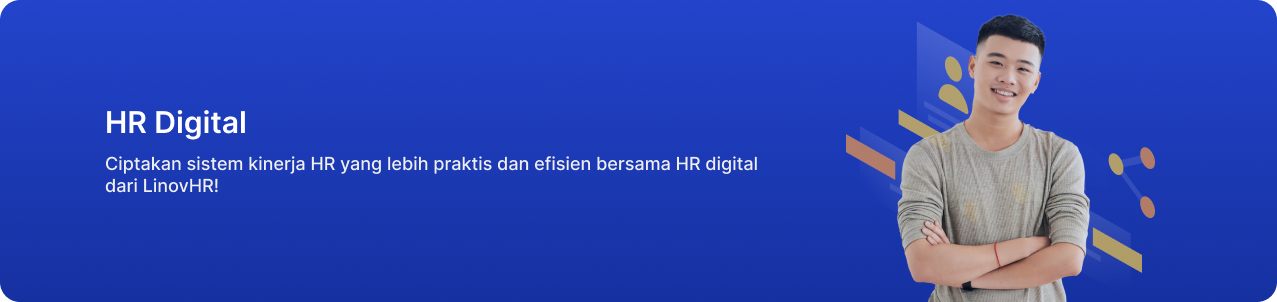 HR Digital
Ciptakan sistem kinerja HR yang lebih praktis dan efisien bersama HR digital
dari LinovHR!